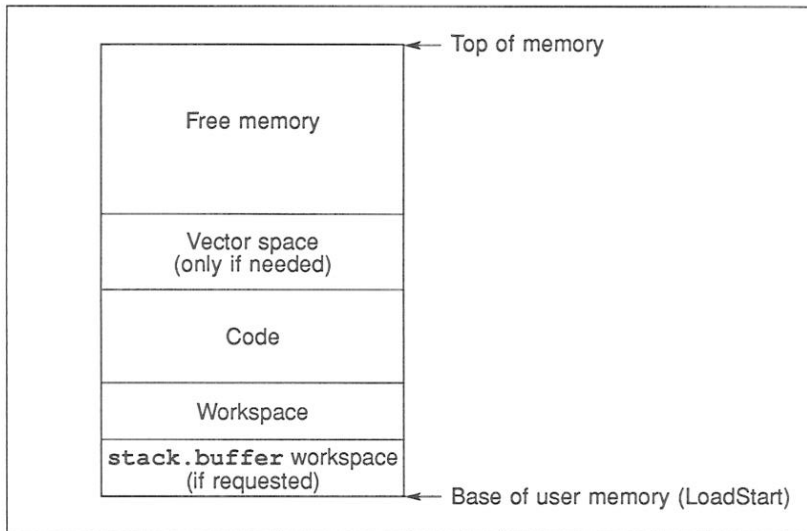 Top of memory
Free memory
Vector space
(only if needed)
Code
Workspace
stack.buffer workspace
(if requested)
Base of user memory (LoadStart)